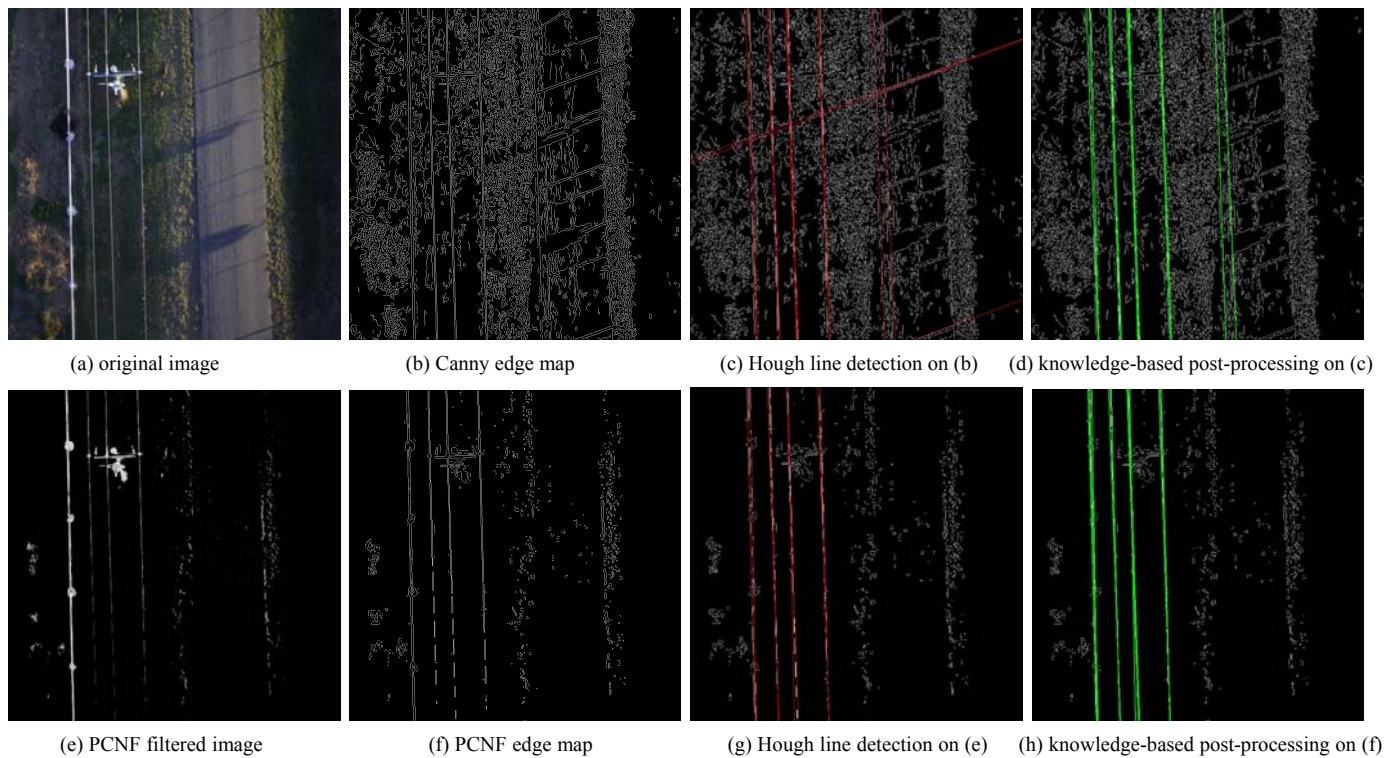 (a) original image
(b) Canny edge map
(c) Hough line detection on (b)
(d) knowledge-based post-processing on (c)
(e) PCNF filtered image
(f) PCNF edge map
(g) Hough line detection on (e)
(h) knowledge-based post-processing on (f)